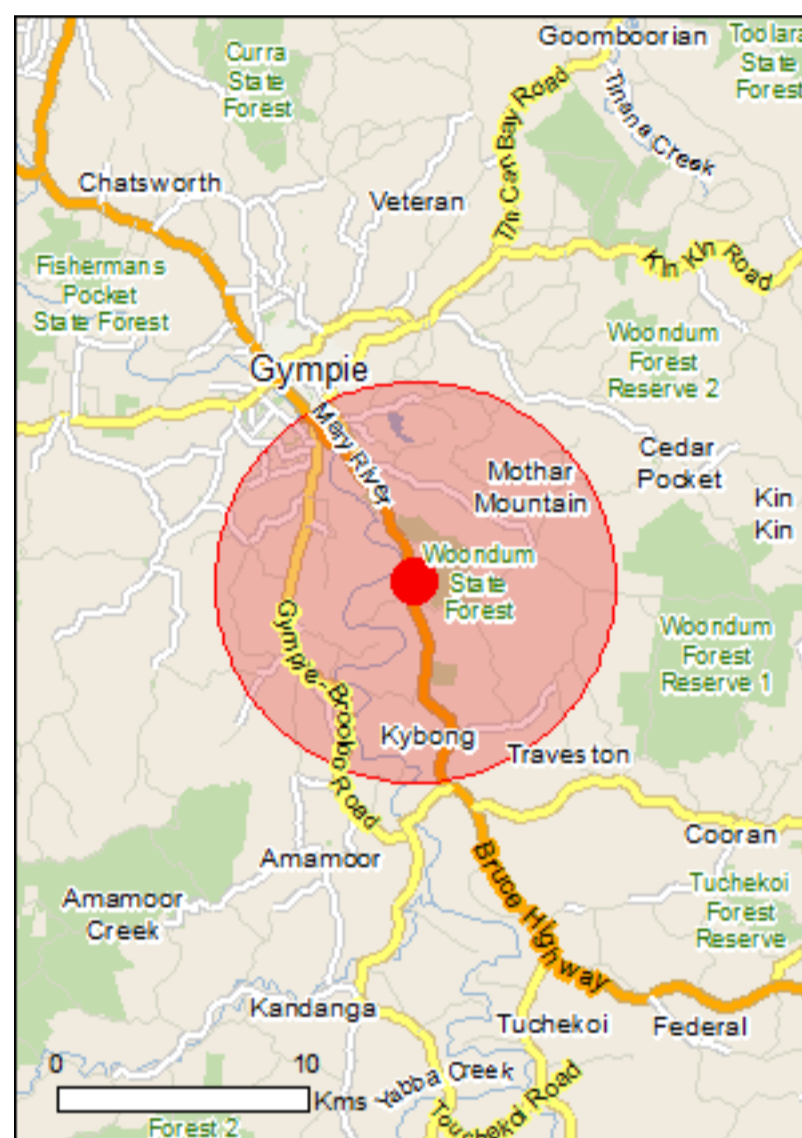 Goomboorian
Toolara
State
Forest
Curra
State
Forest
Tin Can Bay Road
Tinana Creek
Chatsworth
Veteran
Fishermans
Pocket
State Forest
Kin Kin Road
Woondum
Forest
Reserve 2
Gympie
Mary River
Cedar
Pocket
Mothar
Mountain
Kin
Kin
Woondum
State
Forest
Gympie-Brooloo Road
Woondum
Forest
Reserve 1
Kybong
Traveston
Cooran
Amamoor
Bruce Highway
Tuchekoi
Forest
Reserve
Amamoor
Creek
Kandanga
Tuchekoi
Federal
0 10
Kms
Yabba Creek
Tuchekoi Road
Forest 2